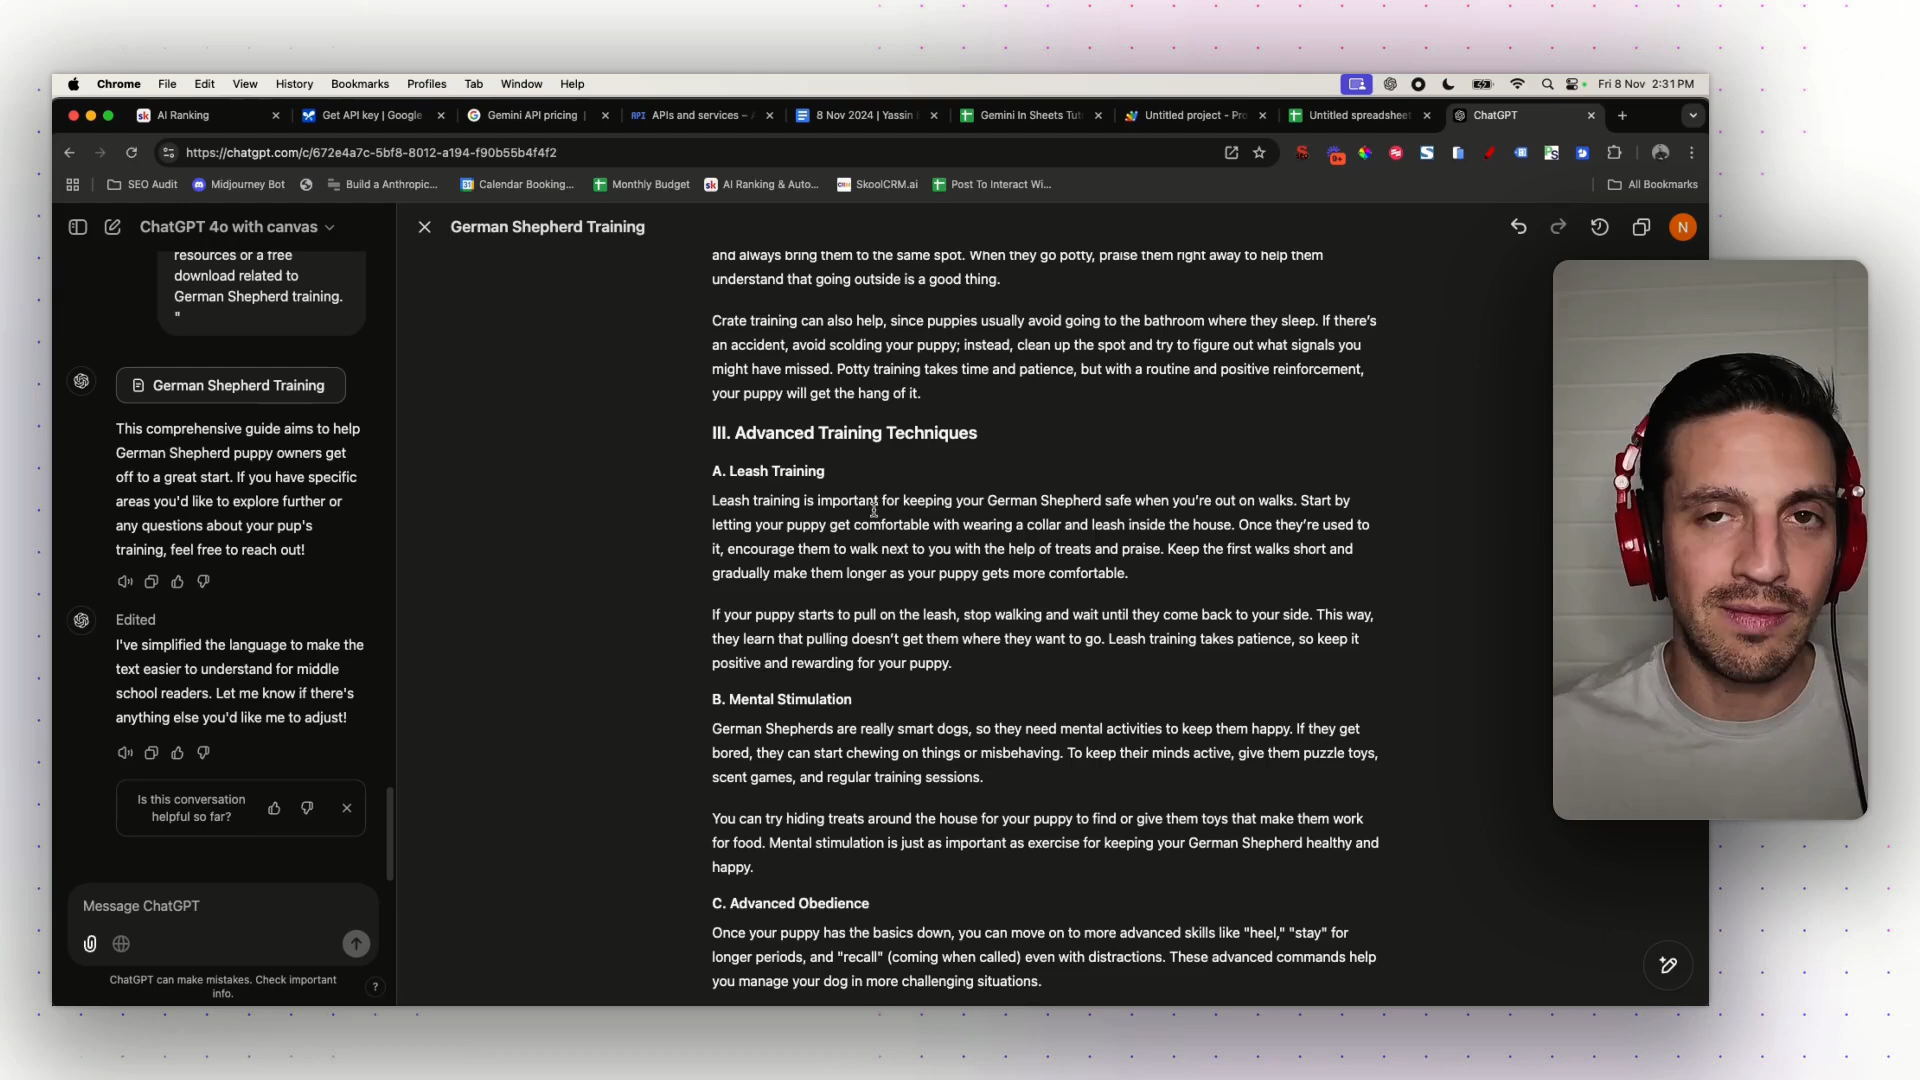 Chrome File Edit View History Bookmarks Profiles Tab Window Help Fri 8 Nov 2:31 PM
AI Ranking
Get API key | Google
Gemini API pricing |
API APIs and services – A
8 Nov 2024 | Yassin
Gemini In Sheets Tut
Untitled project - Pro
Untitled spreadsheet
ChatGPT
https://chatgpt.com/c/672e4a7c-5bf8-8012-a194-f90b55b4f4f2
9+
SEO Audit
Midjourney Bot
Build a Anthropic...
Calendar Booking...
Monthly Budget
AI Ranking & Auto...
SkoolCRM.ai
Post To Interact Wi...
All Bookmarks
ChatGPT 4o with canvas
resources or a free
download related to
German Shepherd training.
"
German Shepherd Training
This comprehensive guide aims to help
German Shepherd puppy owners get
off to a great start. If you have specific
areas you'd like to explore further or
any questions about your pup's
training, feel free to reach out!
Edited
I've simplified the language to make the
text easier to understand for middle
school readers. Let me know if there's
anything else you'd like me to adjust!
Is this conversation
helpful so far?
Message ChatGPT
ChatGPT can make mistakes. Check important
info.
?
German Shepherd Training
N
and always bring them to the same spot. When they go potty, praise them right away to help them
understand that going outside is a good thing.
Crate training can also help, since puppies usually avoid going to the bathroom where they sleep. If there's
an accident, avoid scolding your puppy; instead, clean up the spot and try to figure out what signals you
might have missed. Potty training takes time and patience, but with a routine and positive reinforcement,
your puppy will get the hang of it.
III. Advanced Training Techniques
A. Leash Training
Leash training is important for keeping your German Shepherd safe when you're out on walks. Start by
letting your puppy get comfortable with wearing a collar and leash inside the house. Once they're used to
it, encourage them to walk next to you with the help of treats and praise. Keep the first walks short and
gradually make them longer as your puppy gets more comfortable.
If your puppy starts to pull on the leash, stop walking and wait until they come back to your side. This way,
they learn that pulling doesn't get them where they want to go. Leash training takes patience, so keep it
positive and rewarding for your puppy.
B. Mental Stimulation
German Shepherds are really smart dogs, so they need mental activities to keep them happy. If they get
bored, they can start chewing on things or misbehaving. To keep their minds active, give them puzzle toys,
scent games, and regular training sessions.
You can try hiding treats around the house for your puppy to find or give them toys that make them work
for food. Mental stimulation is just as important as exercise for keeping your German Shepherd healthy and
happy.
C. Advanced Obedience
Once your puppy has the basics down, you can move on to more advanced skills like "heel," "stay" for
longer periods, and "recall" (coming when called) even with distractions. These advanced commands help
you manage your dog in more challenging situations.